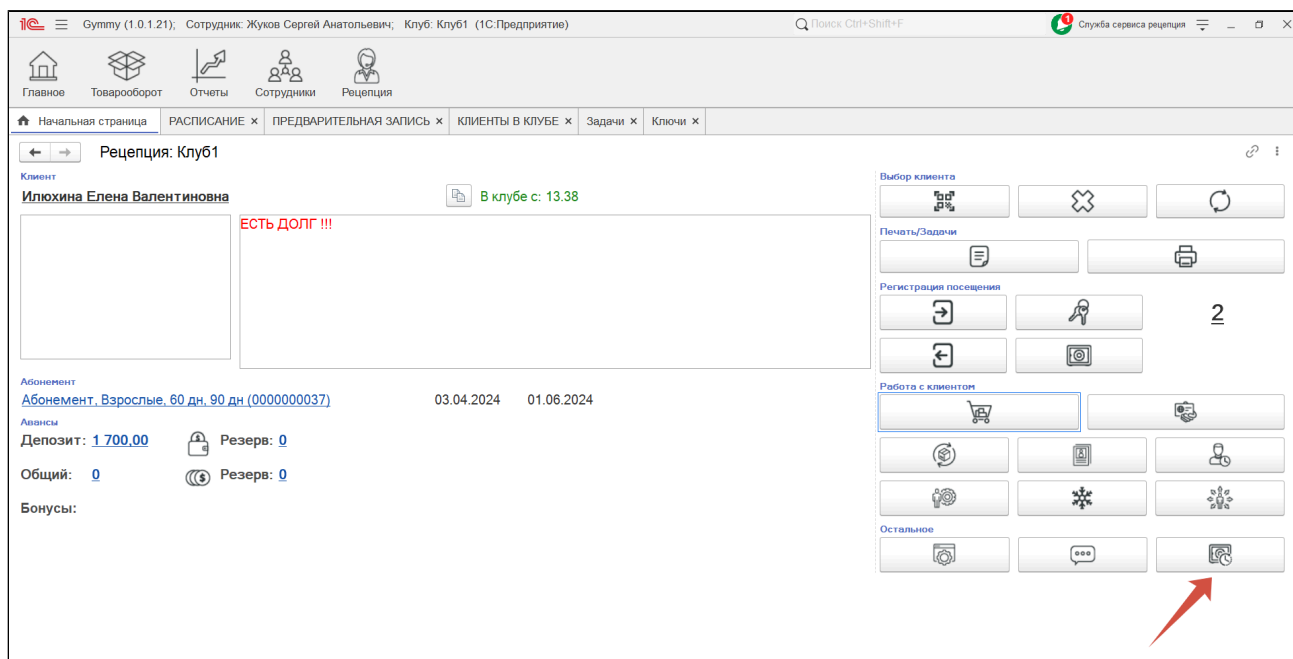 Gymmy (1.0.1.21); Сотрудник: Жуков Сергей Анатольевич; Клуб: Клуб1 (1С:Предприятие)
Поиск Ctrl+Shift+F
1
Служба сервиса рецепция
Главное
Товарооборот
Отчеты
Сотрудники
Рецепция
Начальная страница
РАСПИСАНИЕ ×
ПРЕДВАРИТЕЛЬНАЯ ЗАПИСЬ ×
КЛИЕНТЫ В КЛУБЕ ×
Задачи ×
Ключи ×
Рецепция: Клуб1
Клиент
Илюхина Елена Валентиновна
В клубе с: 13.38
ЕСТЬ ДОЛГ !!!
Абонемент
Абонемент, Взрослые, 60 дн, 90 дн (0000000037) 03.04.2024 01.06.2024
Авансы
Депозит: 1 700,00 Резерв: 0
Общий: 0 Резерв: 0
Бонусы:
Выбор клиента
Печать/Задачи
Регистрация посещения
2
Работа с клиентом
Остальное